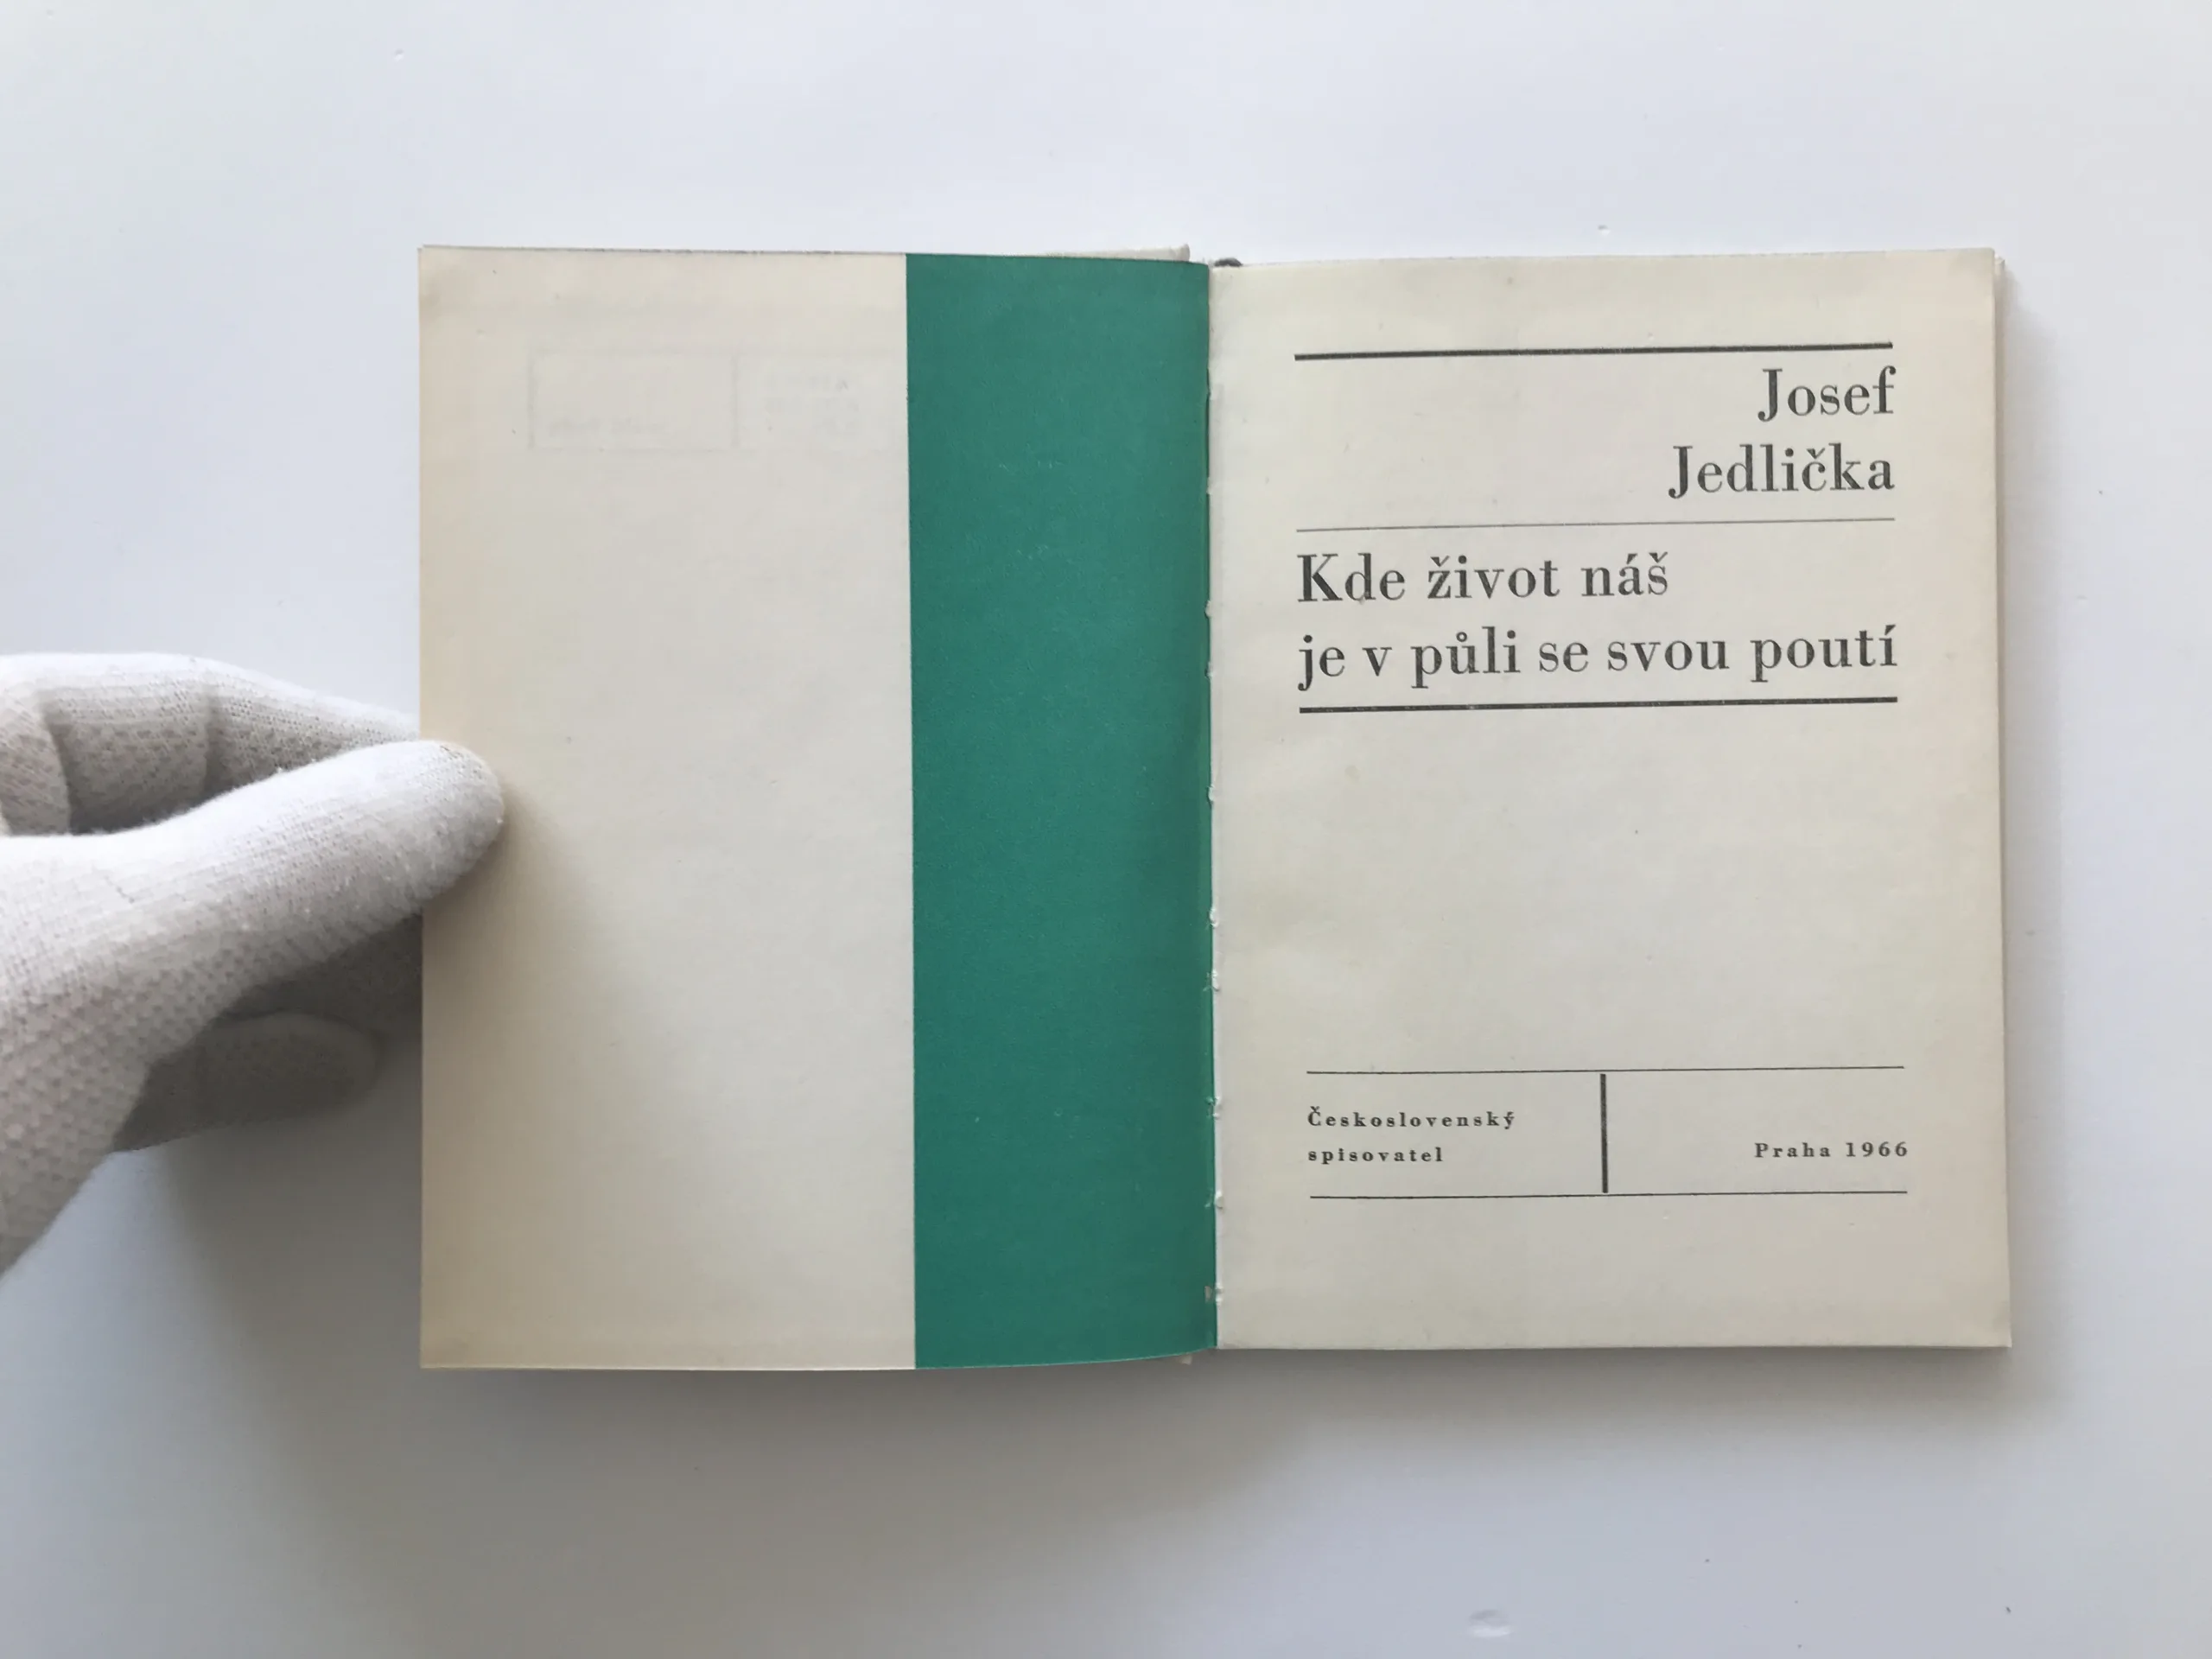 Josef
Jedlička
Kde život náš
je v půli se svou poutí
Československý
spisovatel
Praha 1966